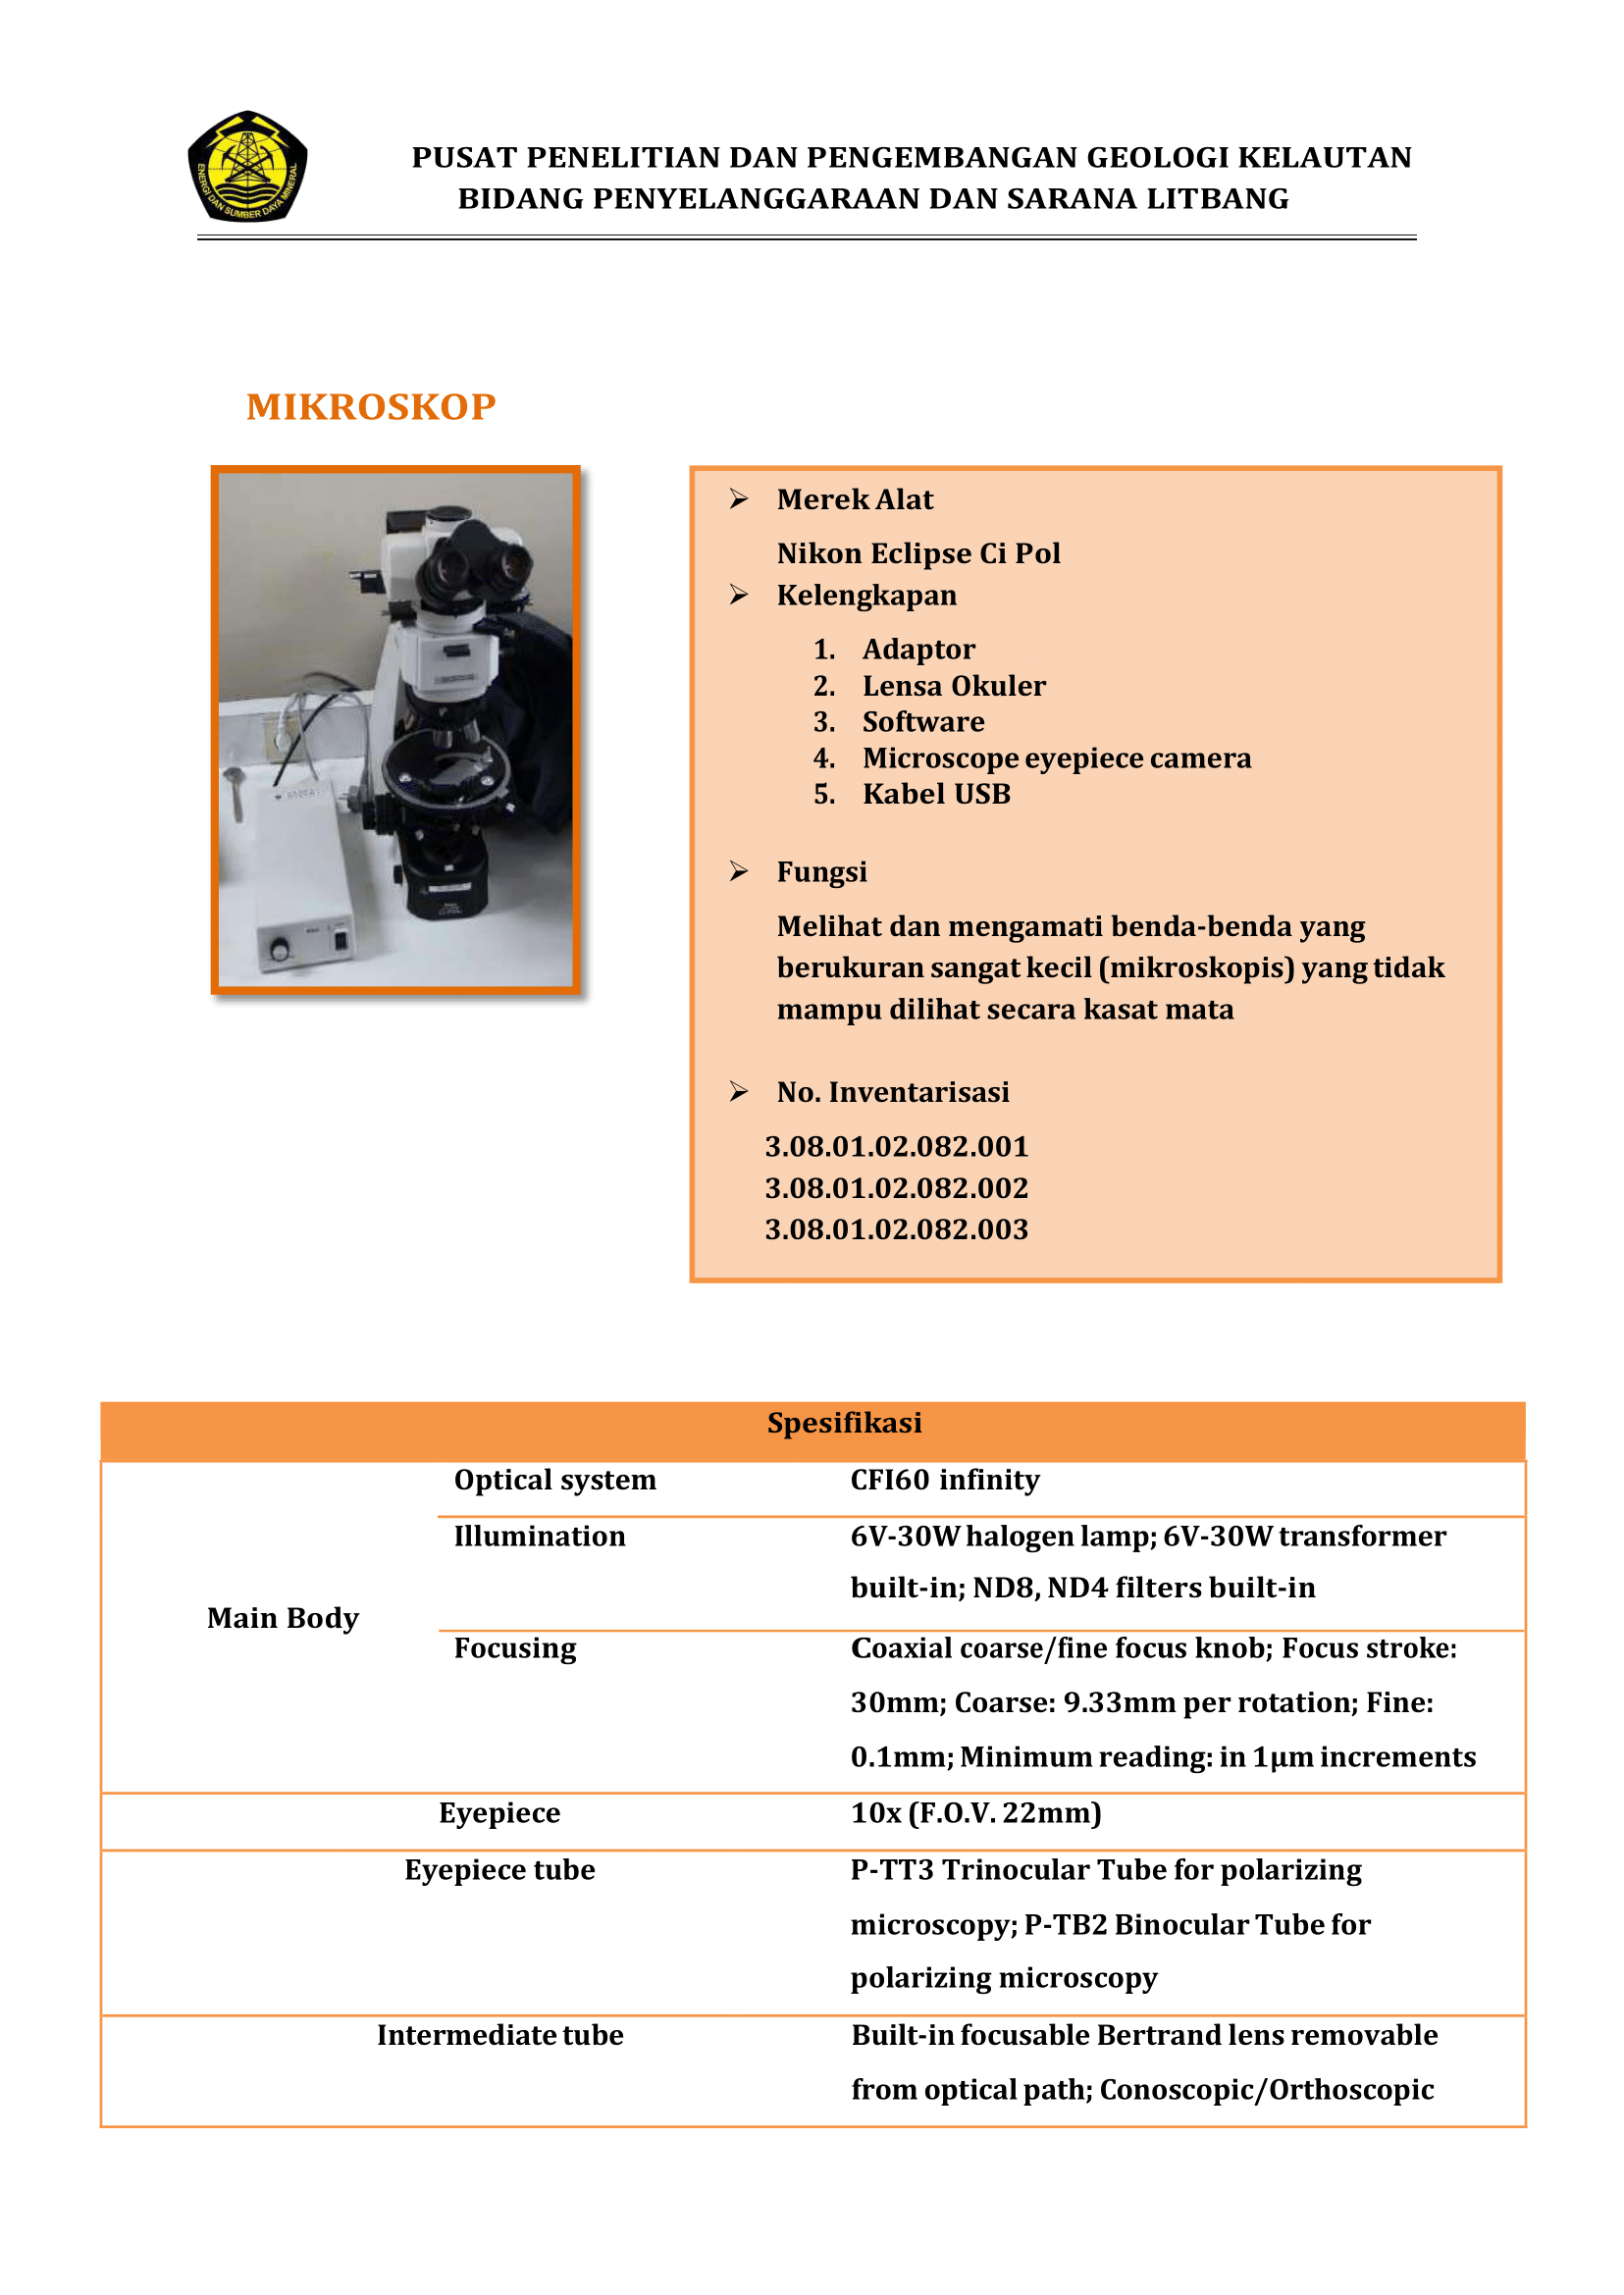 ENERGI DAN SUMBER DAYA MINERAL
PUSAT PENELITIAN DAN PENGEMBANGAN GEOLOGI KELAUTAN
BIDANG PENYELANGGARAAN DAN SARANA LITBANG
MIKROSKOP
Merek Alat
Nikon Eclipse Ci Pol
Kelengkapan
1. Adaptor
2. Lensa Okuler
3. Software
4. Microscope eyepiece camera
5. Kabel USB
Fungsi
Melihat dan mengamati benda-benda yang
berukuran sangat kecil (mikroskopis) yang tidak
mampu dilihat secara kasat mata
No. Inventarisasi
3.08.01.02.082.001
3.08.01.02.082.002
3.08.01.02.082.003
Spesifikasi
Main Body
Optical system CFI60 infinity
Illumination 6V-30W halogen lamp; 6V-30W transformer
built-in; ND8, ND4 filters built-in
Focusing Coaxial coarse/fine focus knob; Focus stroke:
30mm; Coarse: 9.33mm per rotation; Fine:
0.1mm; Minimum reading: in 1μm increments
Eyepiece 10x (F.O.V. 22mm)
Eyepiece tube P-TT3 Trinocular Tube for polarizing
microscopy; P-TB2 Binocular Tube for
polarizing microscopy
Intermediate tube Built-in focusable Bertrand lens removable
from optical path; Conoscopic/Orthoscopic